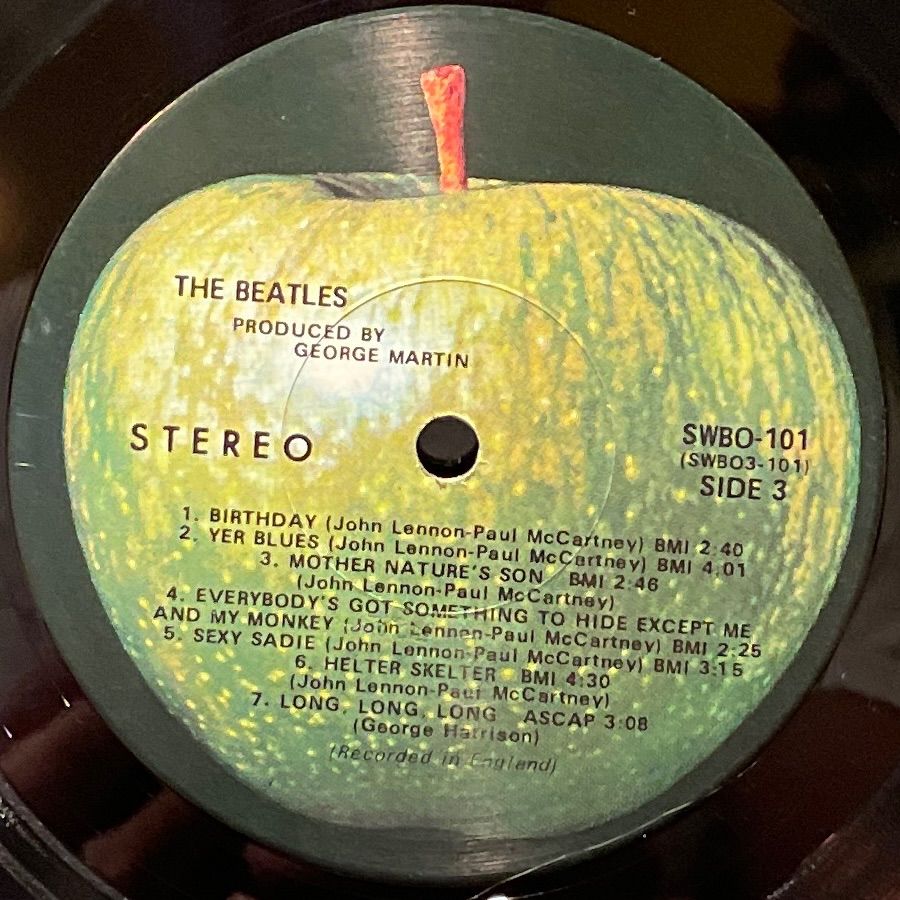 THE BEATLES
PRODUCED BY
GEORGE MARTIN
STEREO
SWBO-101
(SWBO3-101)
SIDE 3
1. BIRTHDAY (John Lennon-Paul McCartney) BMI 2:40
2. YER BLUES (John Lennon-Paul McCartney) BMI 4:01
3. MOTHER NATURE'S SON BMI 2:46
(John Lennon-Paul McCartney)
4. EVERYBODY'S GOT SOMETHING TO HIDE EXCEPT ME
AND MY MONKEY (John Lennon-Paul McCartney) BMI 2:25
5. SEXY SADIE (John Lennon-Paul McCartney) BMI 3:15
6. HELTER SKELTER BMI 4:30
(John Lennon-Paul McCartney)
7. LONG, LONG, LONG ASCAP 3:08
(George Harrison)
(Recorded in England)